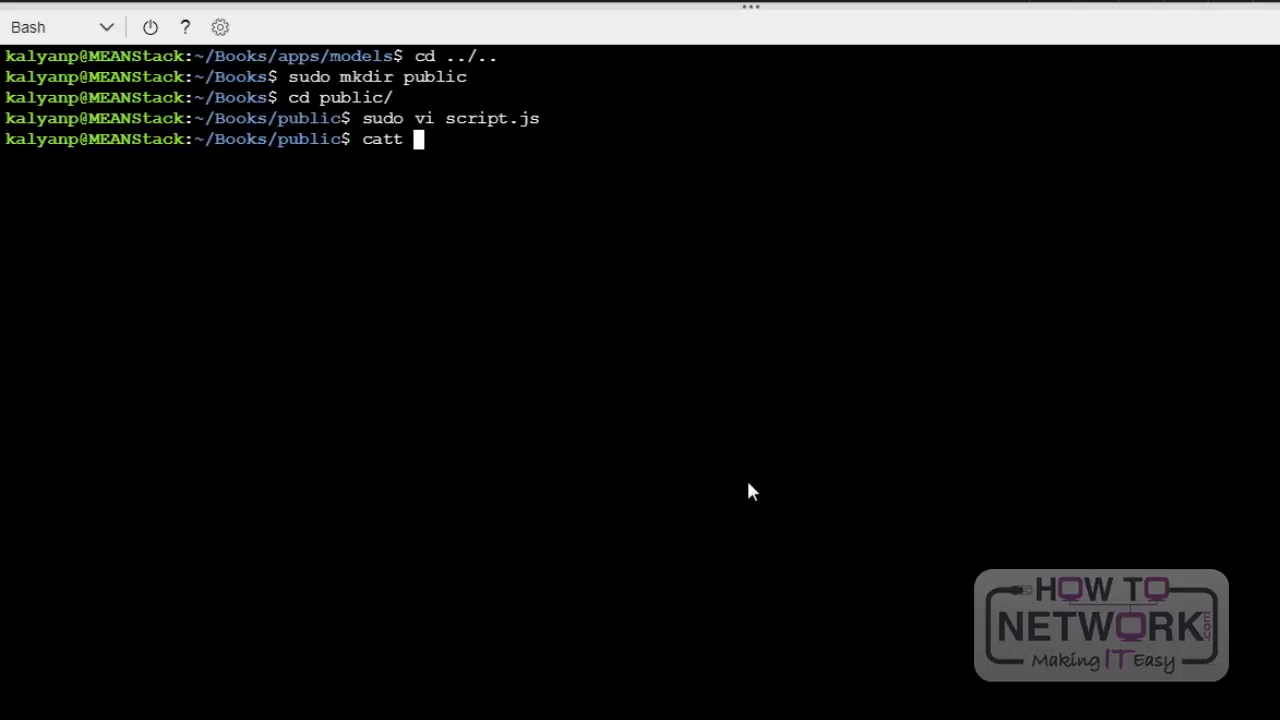 Bash
?
kalyanp@MEANStack:~/Books/apps/models$ cd ../..
kalyanp@MEANStack:~/Books$ sudo mkdir public
kalyanp@MEANStack:~/Books$ cd public/
kalyanp@MEANStack:~/Books/public$ sudo vi script.js
kalyanp@MEANStack:~/Books/public$ catt
HOW TO
NETWORK.com
Making IT Easy